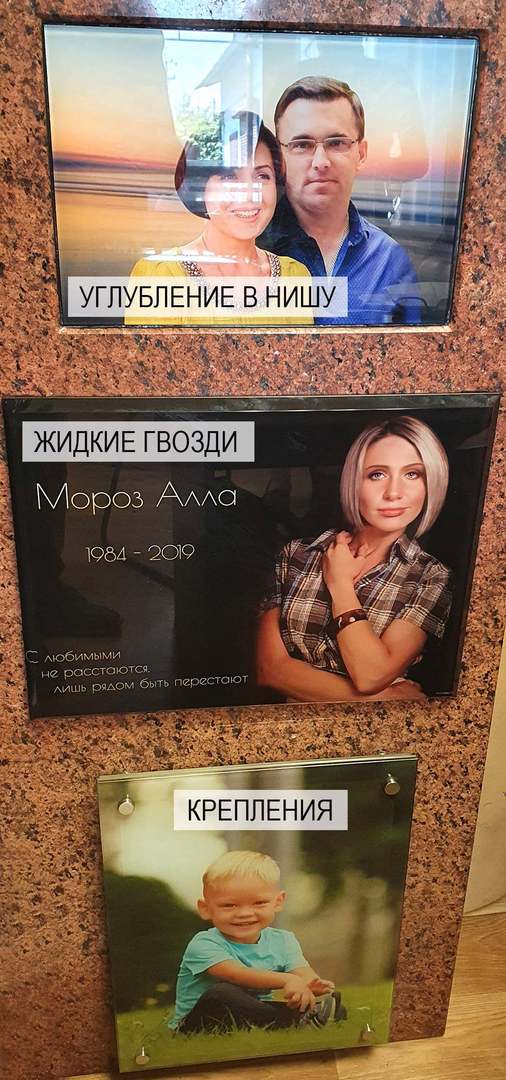 УГЛУБЛЕНИЕ В НИШУ
ЖИДКИЕ ГВОЗДИ
Мороз Алла
1984 - 2019
С любимыми
не расстаются,
лишь рядом быть перестают
КРЕПЛЕНИЯ